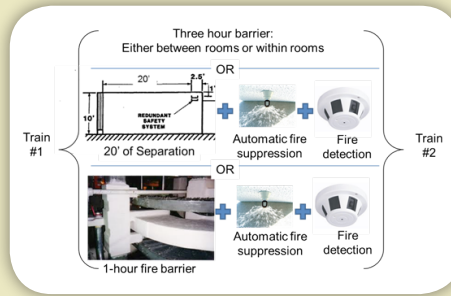 Three hour barrier:
Either between rooms or within rooms
OR
20'
2.5'
1'
10'
REDUNDANT
SAFETY
SYSTEM
20' of Separation
Automatic fire
suppression
Fire
detection
Train
#1
Train
#2
OR
1-hour fire barrier
Automatic fire
suppression
Fire
detection